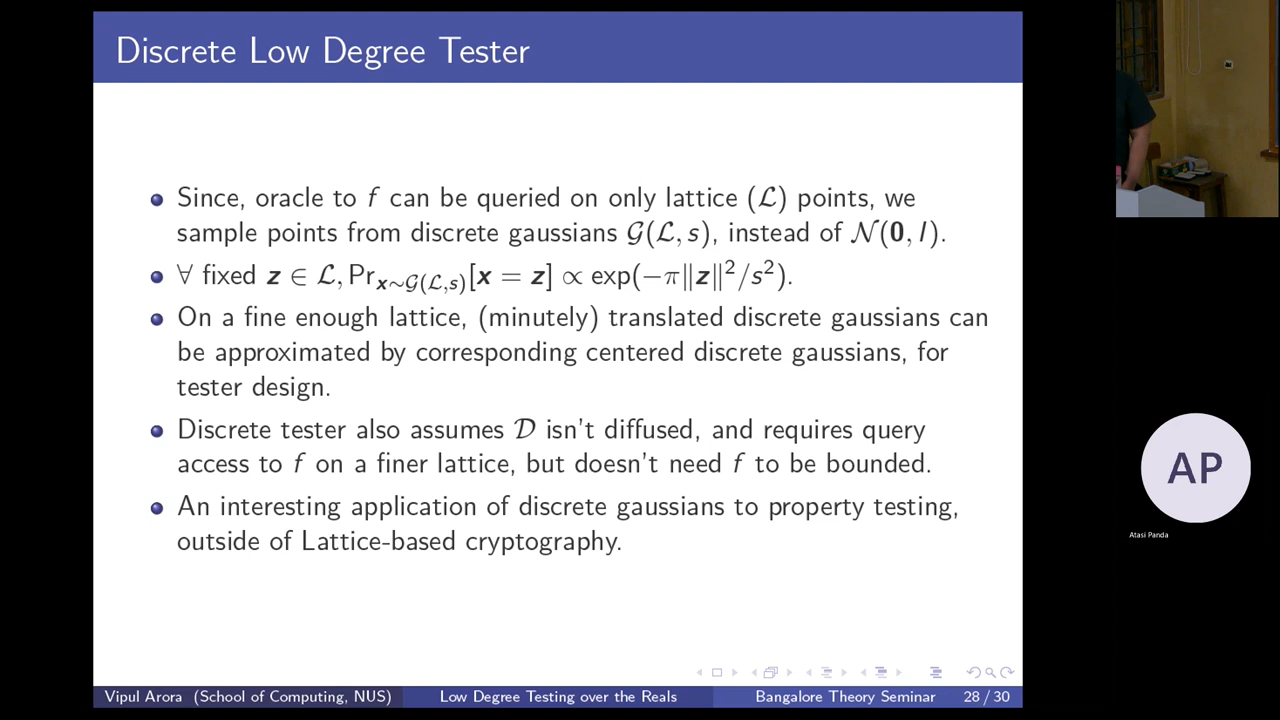 Discrete Low Degree Tester
Since, oracle to f can be queried on only lattice (ℒ) points, we
sample points from discrete gaussians 𝒢(ℒ, s), instead of 𝒩(0, I).
∀ fixed z ∈ ℒ, Pr_{x∼𝒢(ℒ,s)}[x = z] ∝ exp(−π‖z‖²/s²).
On a fine enough lattice, (minutely) translated discrete gaussians can
be approximated by corresponding centered discrete gaussians, for
tester design.
Discrete tester also assumes 𝒟 isn't diffused, and requires query
access to f on a finer lattice, but doesn't need f to be bounded.
An interesting application of discrete gaussians to property testing,
outside of Lattice-based cryptography.
Vipul Arora (School of Computing, NUS) Low Degree Testing over the Reals Bangalore Theory Seminar 28 / 30
AP
Atasi Panda